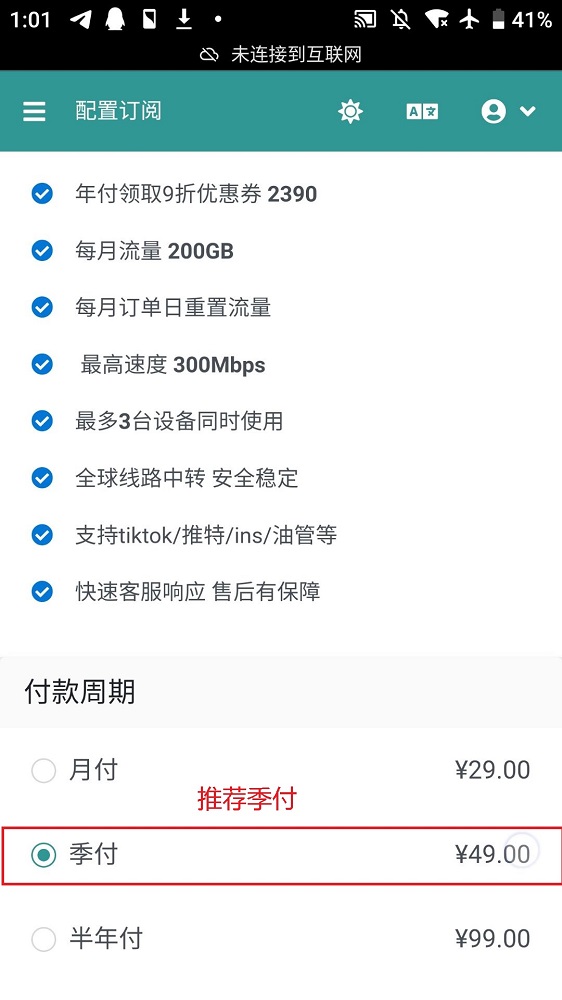 1:01 41%
未连接到互联网
配置订阅
年付领取9折优惠券 2390
每月流量 200GB
每月订单日重置流量
最高速度 300Mbps
最多3台设备同时使用
全球线路中转 安全稳定
支持tiktok/推特/ins/油管等
快速客服响应 售后有保障
付款周期
月付 ¥29.00
推荐季付
季付 ¥49.00
半年付 ¥99.00